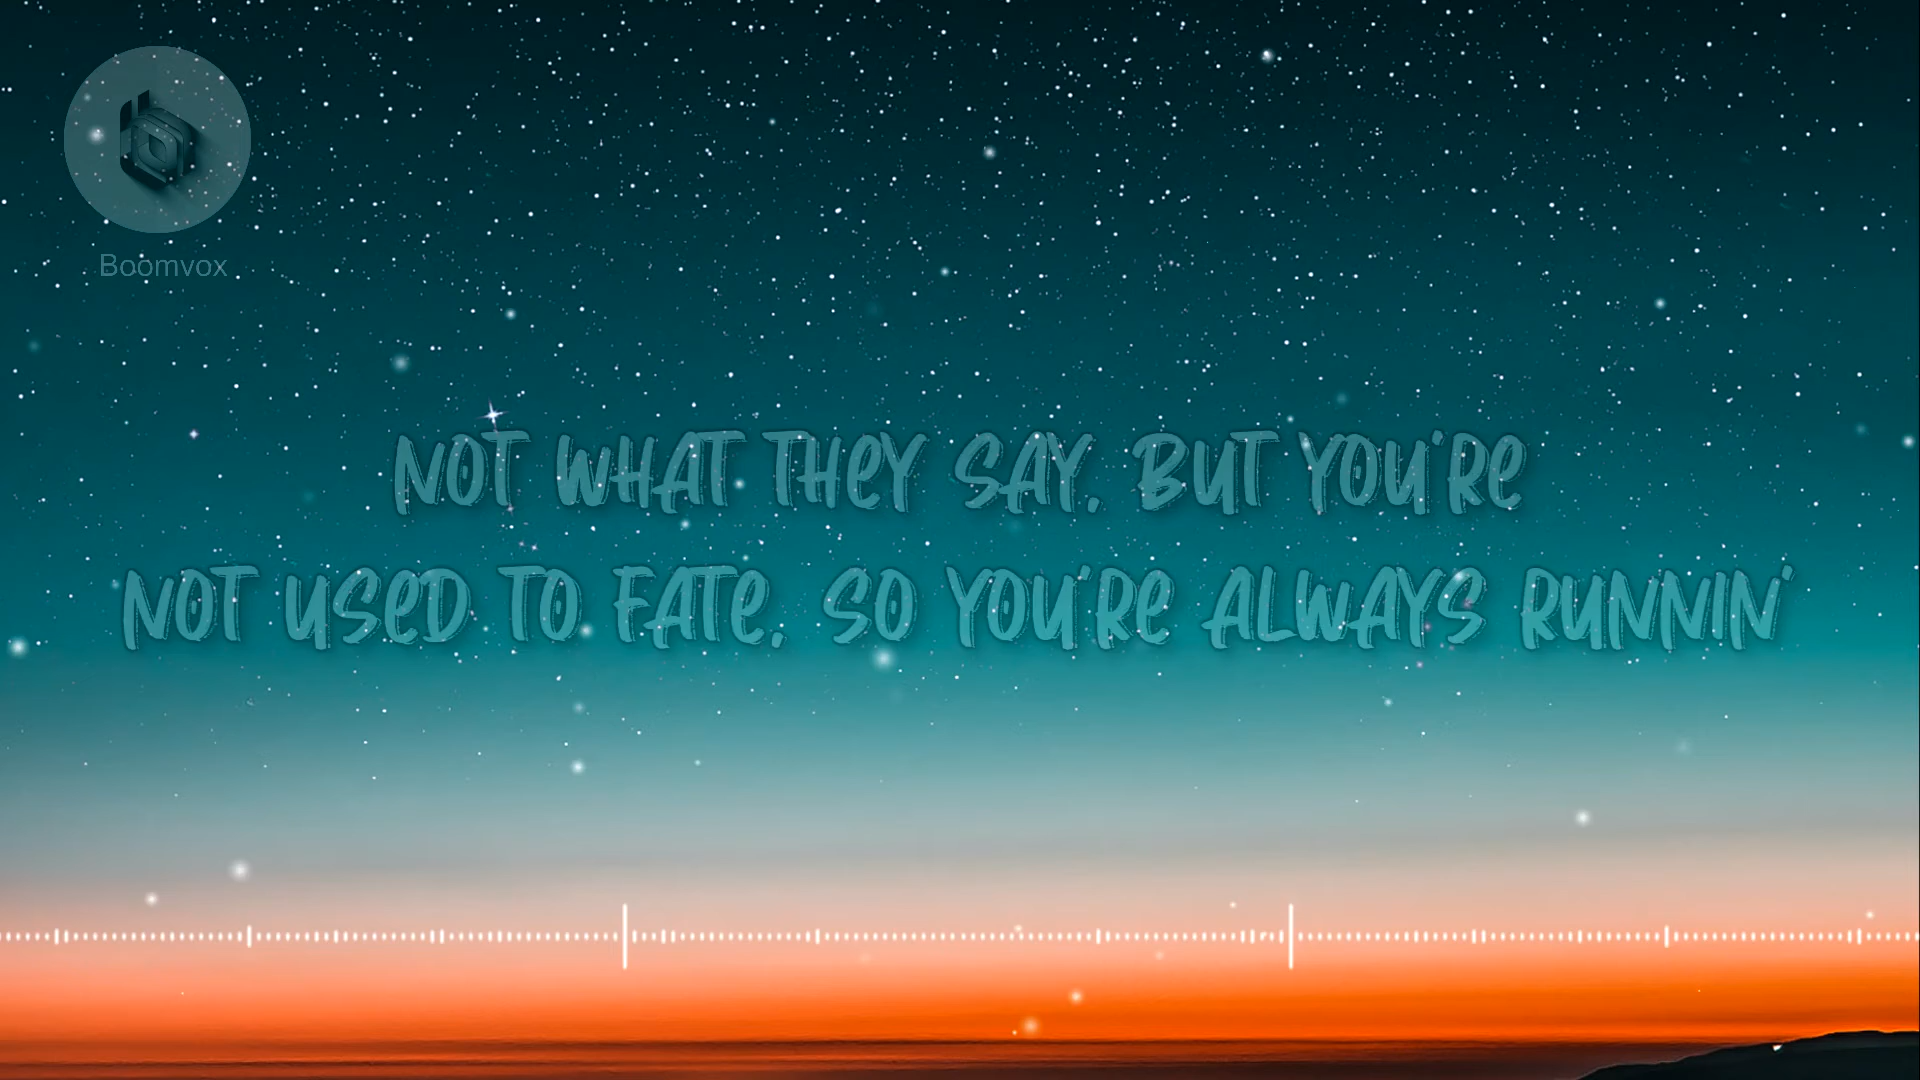 Boomvox
NOT WHAT THEY SAY, BUT YOU'RE
NOT USED TO FATE, SO YOU'RE ALWAYS RUNNIN'